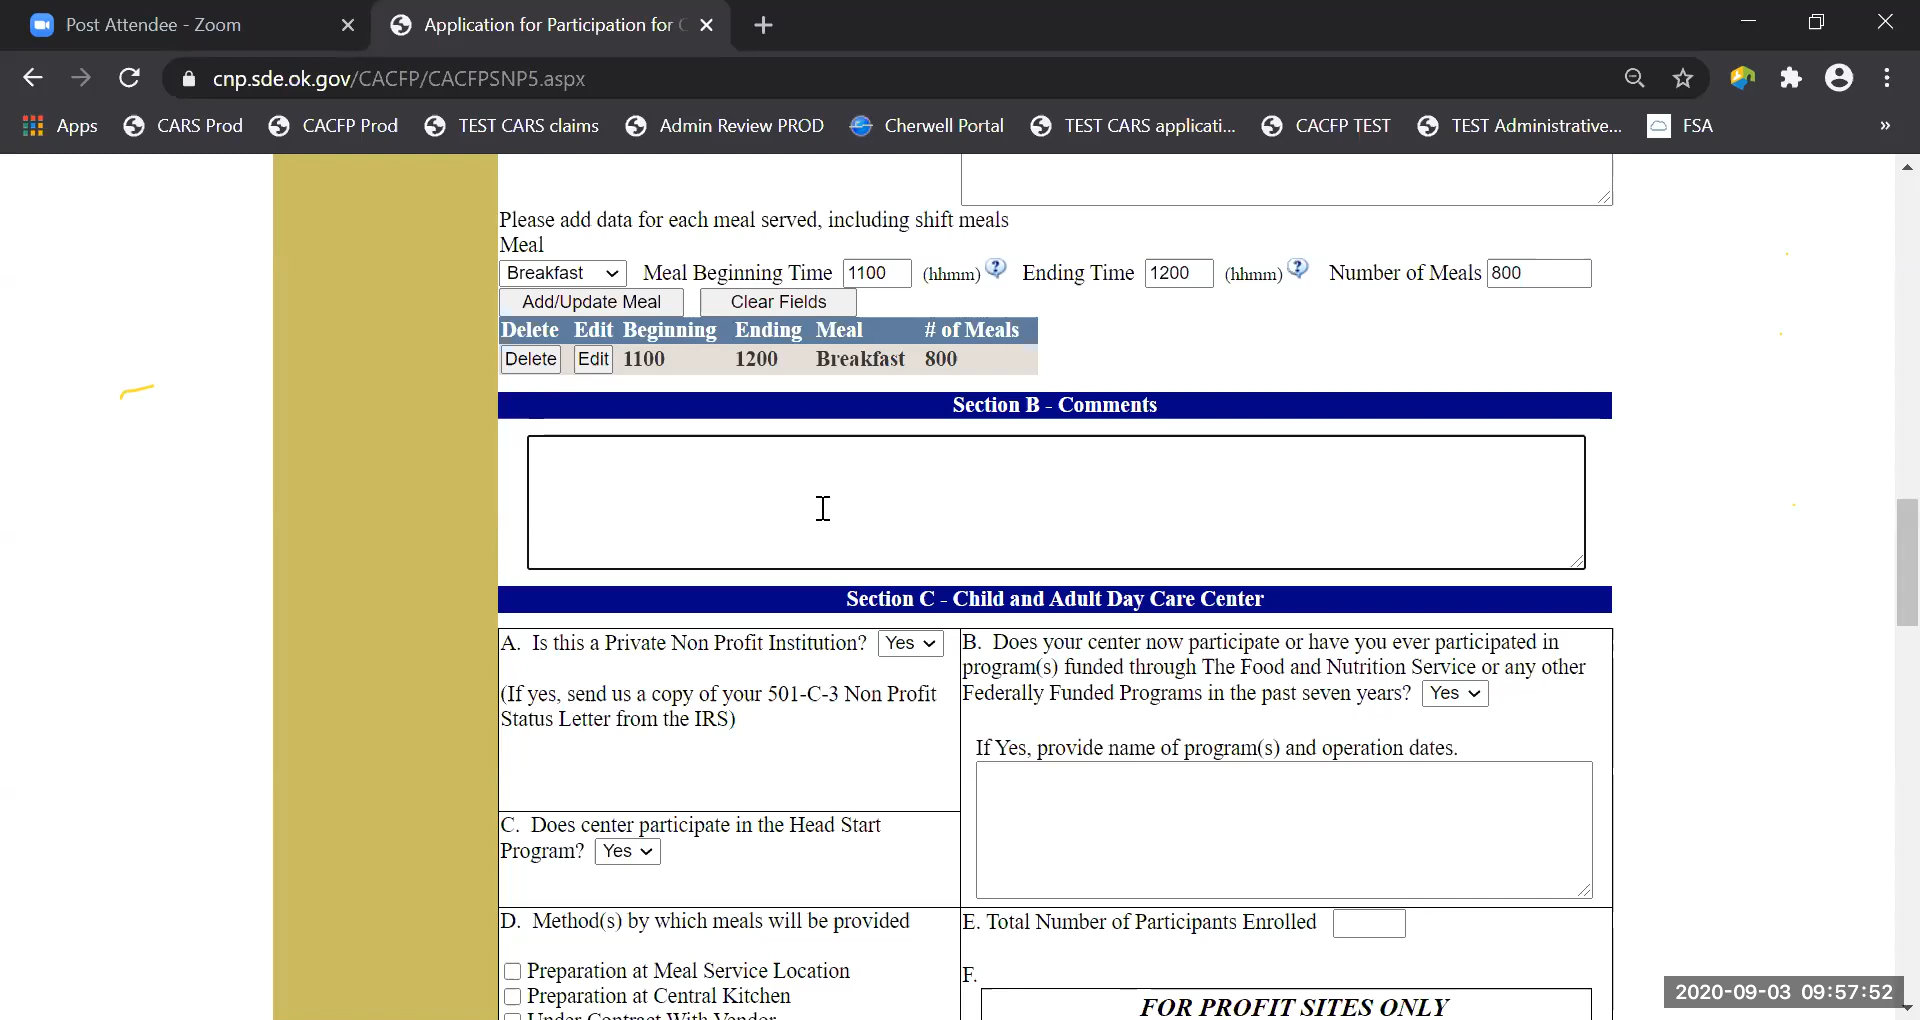 Post Attendee - Zoom
Application for Participation for C
cnp.sde.ok.gov/CACFP/CACFPSNP5.aspx
Apps CARS Prod CACFP Prod TEST CARS claims Admin Review PROD Cherwell Portal TEST CARS applicati... CACFP TEST TEST Administrative... FSA »
Please add data for each meal served, including shift meals
Meal
Breakfast Meal Beginning Time 1100 (hhmm) ? Ending Time 1200 (hhmm) ? Number of Meals 800
Add/Update Meal Clear Fields
Delete Edit Beginning Ending Meal # of Meals
Delete Edit 1100 1200 Breakfast 800
Section B - Comments
Section C - Child and Adult Day Care Center
A. Is this a Private Non Profit Institution? Yes
(If yes, send us a copy of your 501-C-3 Non Profit
Status Letter from the IRS)
B. Does your center now participate or have you ever participated in
program(s) funded through The Food and Nutrition Service or any other
Federally Funded Programs in the past seven years? Yes
If Yes, provide name of program(s) and operation dates.
C. Does center participate in the Head Start
Program? Yes
D. Method(s) by which meals will be provided
Preparation at Meal Service Location
Preparation at Central Kitchen
Under Contract With Vendor
E. Total Number of Participants Enrolled
F.
FOR PROFIT SITES ONLY
2020-09-03 09:57:52